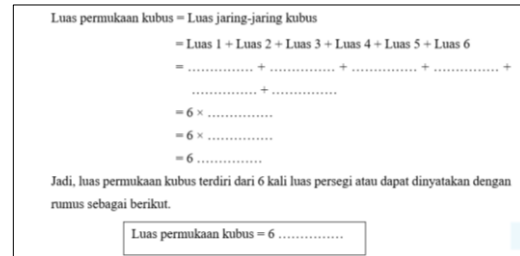 Luas permukaan kubus = Luas jaring-jaring kubus
= Luas 1 + Luas 2 + Luas 3 + Luas 4 + Luas 5 + Luas 6
= .............. + .............. + .............. + .............. +
.............. + ..............
= 6 × ..............
= 6 × ..............
= 6 ..............
Jadi, luas permukaan kubus terdiri dari 6 kali luas persegi atau dapat dinyatakan dengan
rumus sebagai berikut.
Luas permukaan kubus = 6 ..............